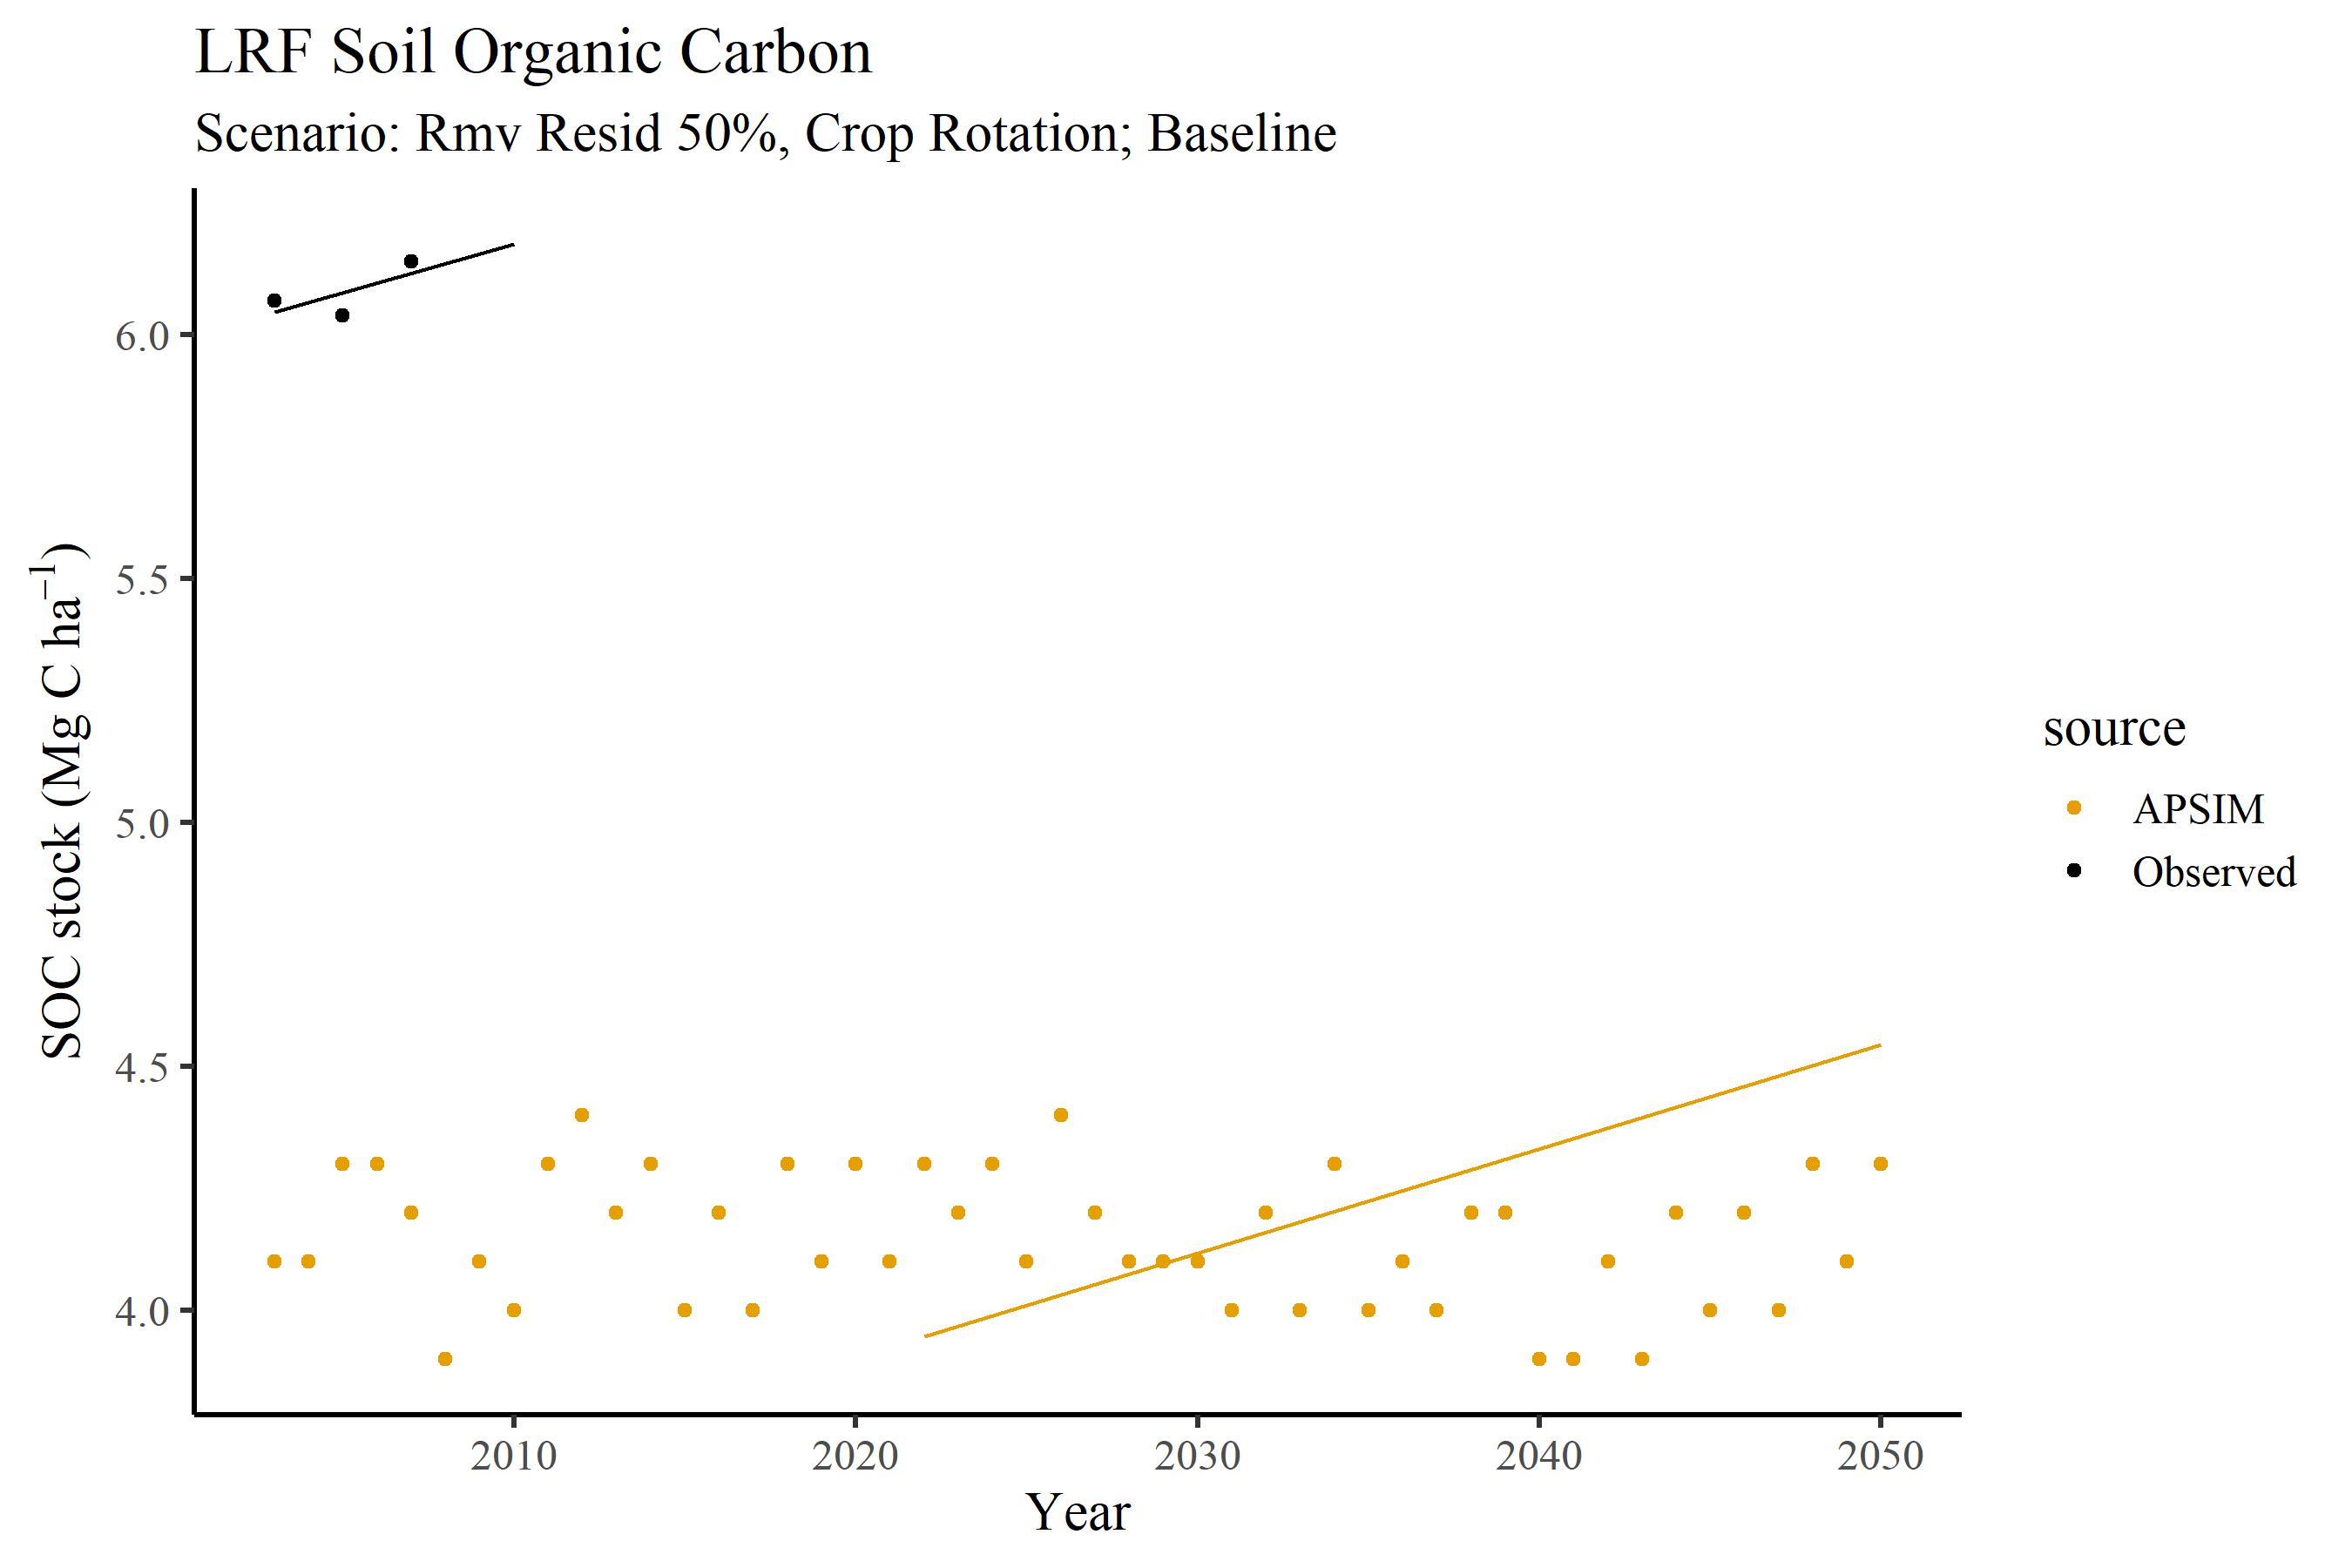 LRF Soil Organic Carbon
Scenario: Rmv Resid 50%, Crop Rotation; Baseline
SOC stock (Mg C ha⁻¹)
6.0
5.5
5.0
4.5
4.0
2010 2020 2030 2040 2050
Year
source
APSIM
Observed